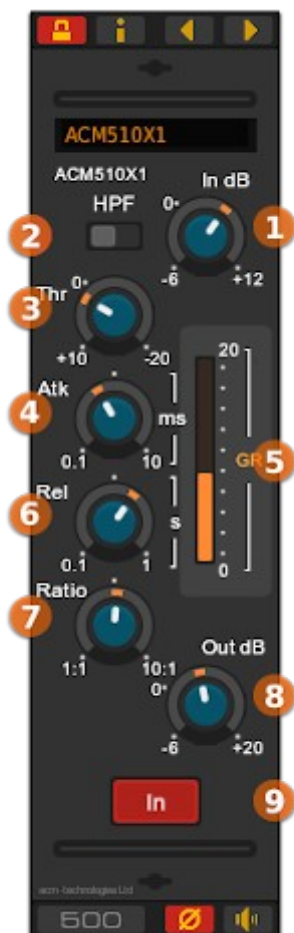 i
ACM510X1
ACM510X1
HPF
In dB
0
1
2
-6
+12
Thr
0
3
+10
-20
Atk
20
4
ms
0.1
10
GR
5
Rel
6
s
0.1
1
0
Ratio
7
1:1
10:1
Out dB
0
8
-6
+20
In
9
acm-technologies Ltd
500
Ø